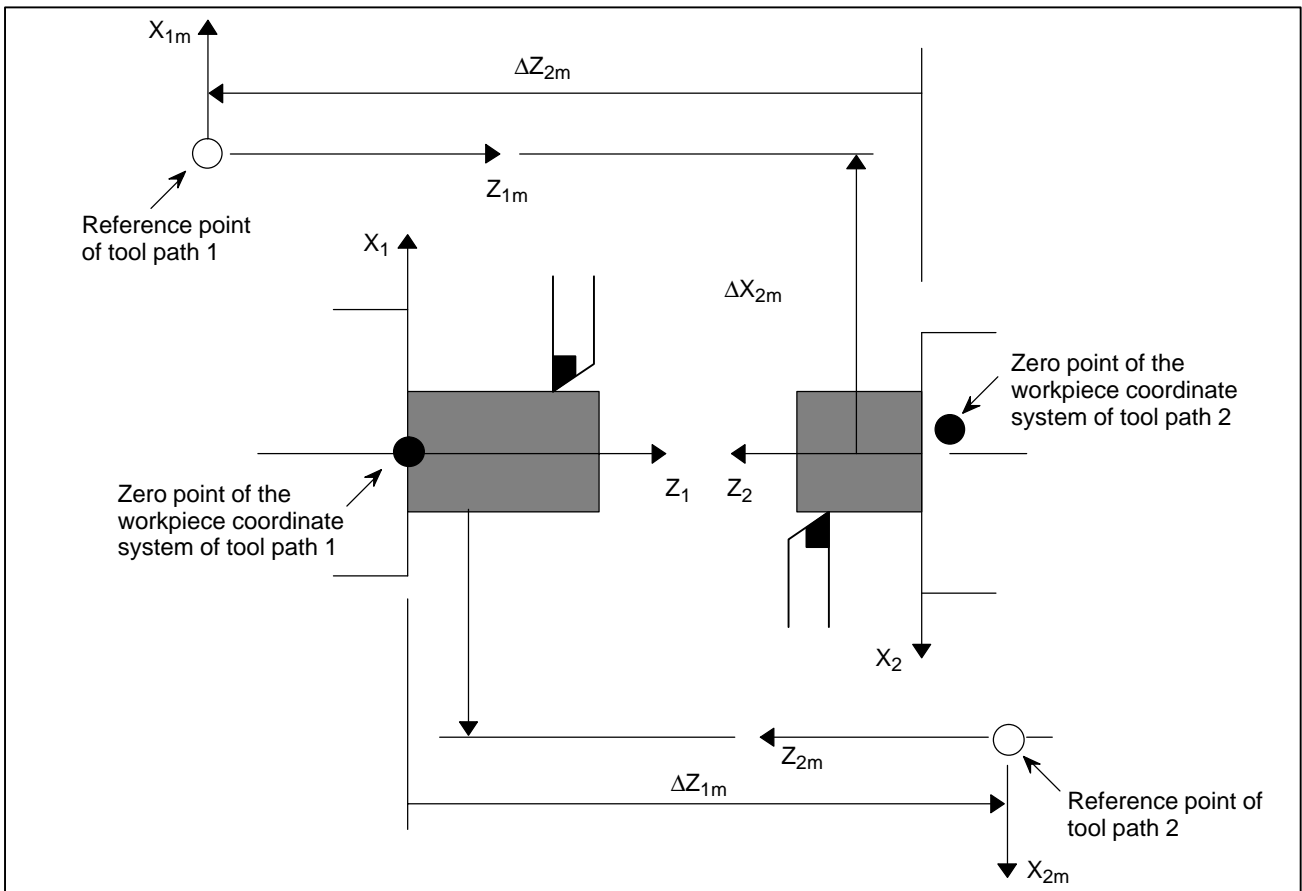 X1m
ΔZ2m
Z1m
Reference point
of tool path 1
X1
ΔX2m
Zero point of the
workpiece coordinate
system of tool path 2
Z1
Z2
Zero point of the
workpiece coordinate
system of tool path 1
X2
Z2m
ΔZ1m
Reference point of
tool path 2
X2m